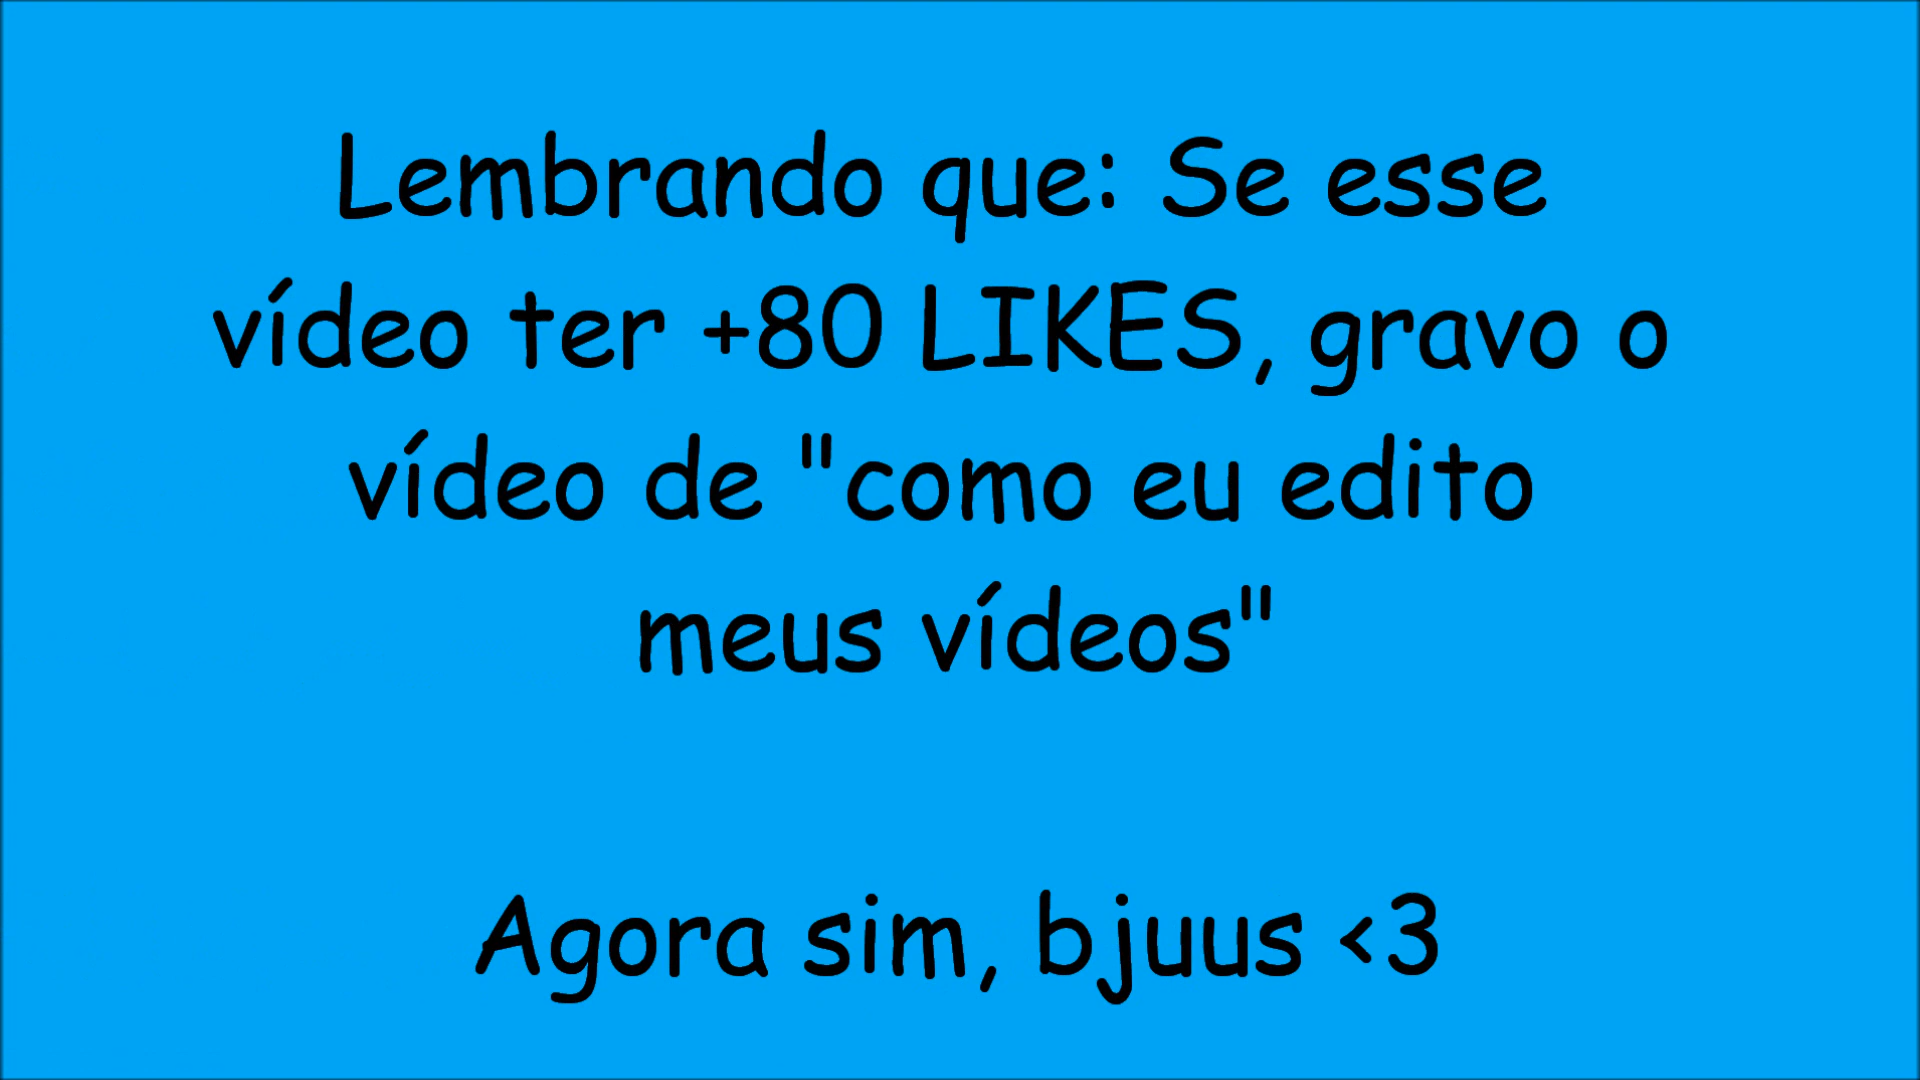 Lembrando que: Se esse
vídeo ter +80 LIKES, gravo o
vídeo de "como eu edito
meus vídeos"
Agora sim, bjuus <3